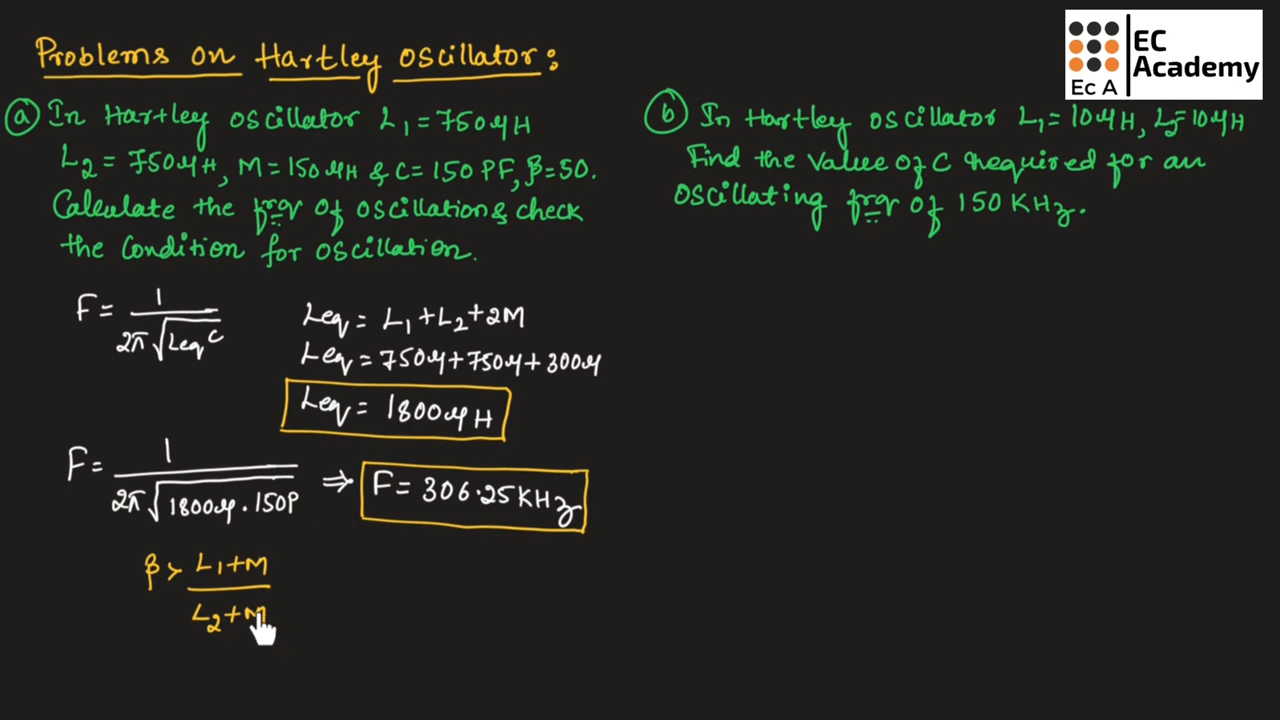 Problems on Hartley Oscillator:
EC
Academy
Ec A
ⓐ In Hartley oscillator L₁ = 750μH
L₂ = 750μH, M = 150μH & C = 150 PF, β = 50.
Calculate the frqr of oscillation & check
the condition for oscillation.
F = 1 / 2π√Leq C
Leq = L₁ + L₂ + 2M
Leq = 750μ + 750μ + 300μ
Leq = 1800μH
F = 1 / 2π√1800μ . 150P ⇒ F = 306.25 KHz
β > L₁+M / L₂+M
ⓑ In Hartley oscillator L₁ = 10μH, L₂ = 10μH
Find the value of C required for an
oscillating frqr of 150 KHz.